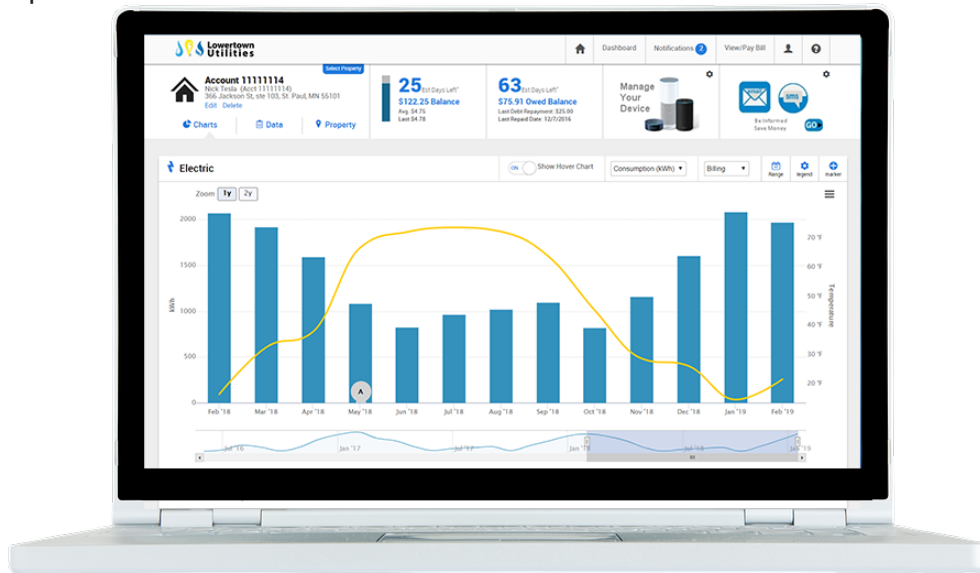 Lowertown
Utilities
Dashboard
Notifications 2
View/Pay Bill
Select Property
Account 11111114
Nick Tesla (Acct 11111114)
366 Jackson St, ste 103, St. Paul, MN 55101
Edit Delete
Charts
Data
Property
25 Est Days Left*
$122.25 Balance
Avg. $4.75
Last $4.78
63 Est Days Left*
$75.91 Owed Balance
Last Debt Repayment: $25.00
Last Repaid Date: 12/7/2016
Manage
Your
Device
SMS
Be Informed
Save Money
GO
Electric
ON
Show Hover Chart
Consumption (kWh)
Billing
Range
legend
marker
Zoom 1y 2y
2000
1500
1000
500
0
kWh
70 °F
60 °F
50 °F
40 °F
30 °F
20 °F
Temperature
A
Feb '18
Mar '18
Apr '18
May '18
Jun '18
Jul '18
Aug '18
Sep '18
Oct '18
Nov '18
Dec '18
Jan '19
Feb '19
Jul '16
Jan '17
Jul '17
Jan '18
Jul '18
Jan '19